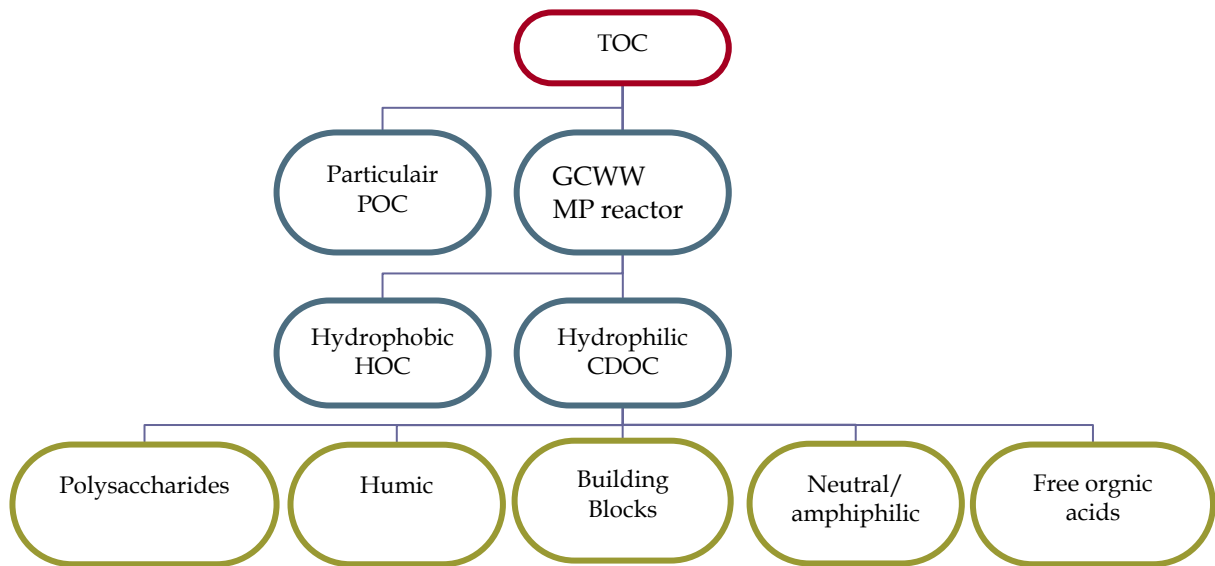 TOC
Particulair
POC
GCWW
MP reactor
Hydrophobic
HOC
Hydrophilic
CDOC
Polysaccharides
Humic
Building
Blocks
Neutral/
amphiphilic
Free orgnic
acids